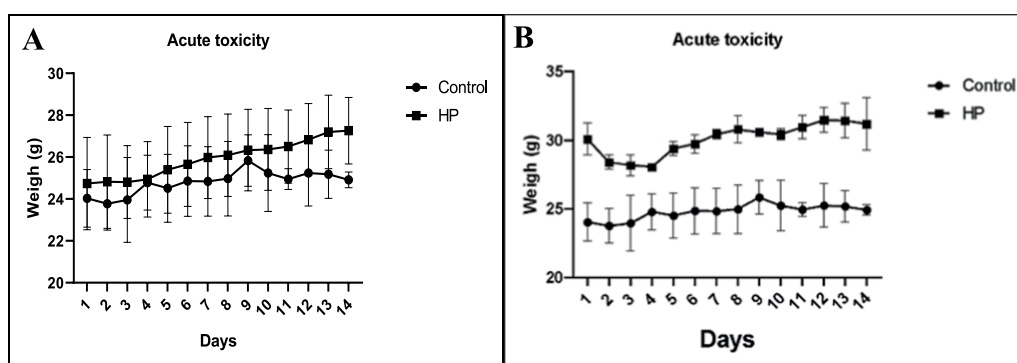 A
Acute toxicity
Weigh (g)
30
28
26
24
22
20
1 2 3 4 5 6 7 8 9 10 11 12 13 14
Days
Control
HP
B
Acute toxicity
Weigh (g)
35
30
25
20
1 2 3 4 5 6 7 8 9 10 11 12 13 14
Days
Control
HP